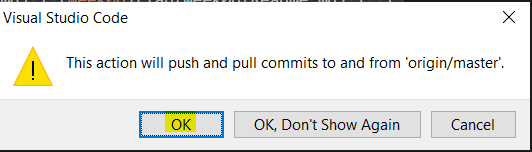 Visual Studio Code
This action will push and pull commits to and from 'origin/master'.
OK
OK, Don't Show Again
Cancel